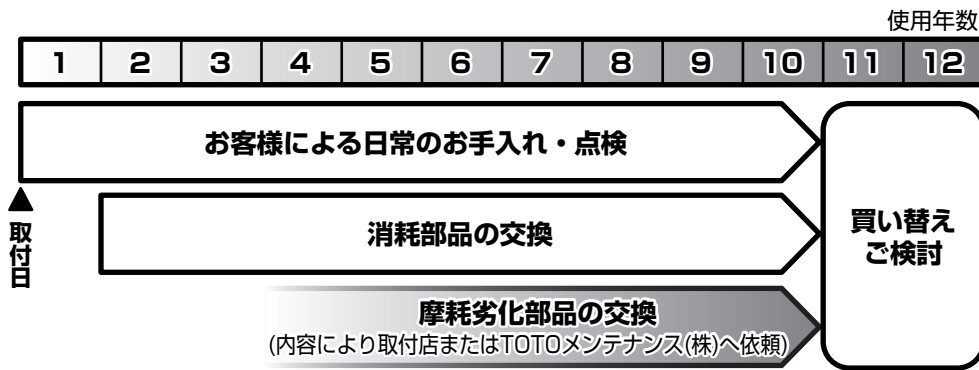 使用年数
1 2 3 4 5 6 7 8 9 10 11 12
お客様による日常のお手入れ・点検
取付日
消耗部品の交換
買い替え
ご検討
摩耗劣化部品の交換
(内容により取付店またはTOTOメンテナンス(株)へ依頼)